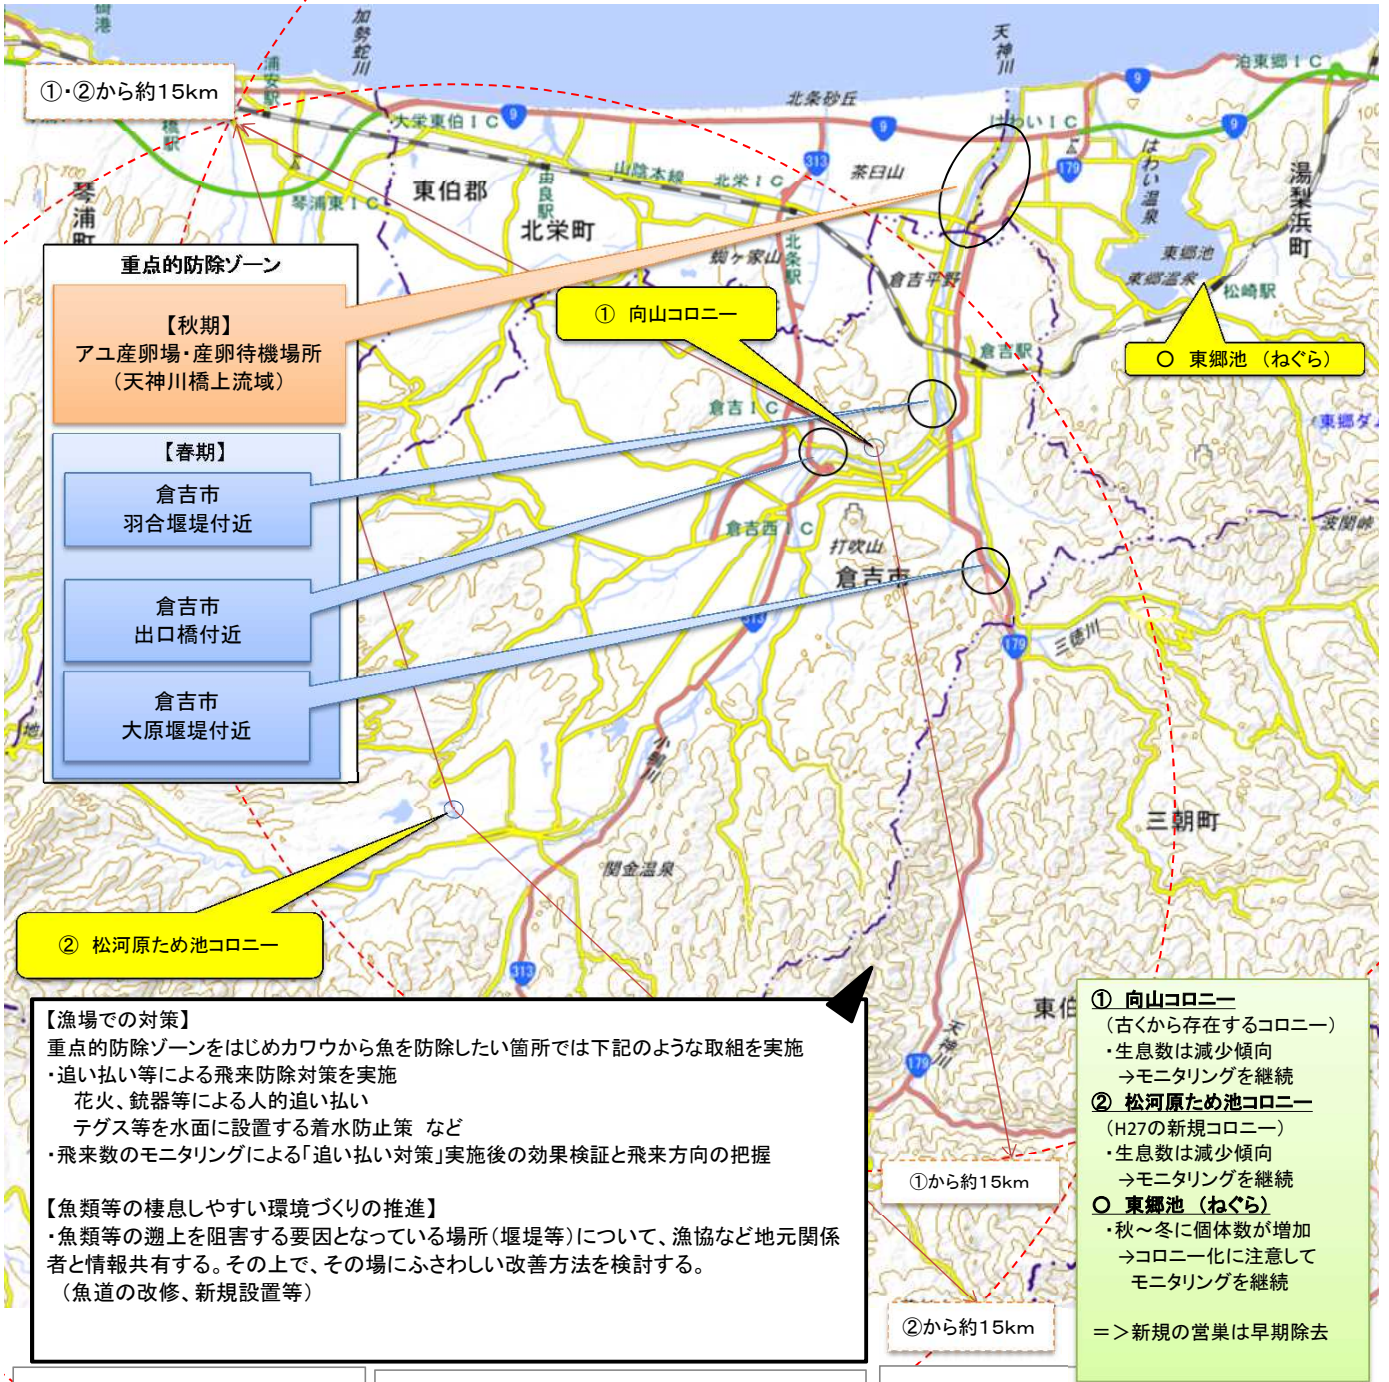 加勢蛇川
天神川
浦安駅
泊東郷IC
①・②から約15km
北条砂丘
9
9
9
9
大栄東伯IC
はわいIC
はわい温泉
313
179
茶臼山
山陰本線
北栄IC
由良駅
東伯郡
琴浦町
琴浦東IC
北栄町
北条駅
蜘ヶ家山
倉吉平野
湯梨浜町
東郷池
東郷温泉
松崎駅
重点的防除ゾーン
【秋期】
アユ産卵場・産卵待機場所
(天神川橋上流域)
① 向山コロニー
倉吉駅
〇 東郷池 (ねぐら)
倉吉IC
東郷ダム
【春期】
倉吉市
羽合堰堤付近
倉吉西IC
打吹山
倉吉市
波関峠
倉吉市
出口橋付近
313
179
三徳川
倉吉市
大原堰堤付近
小鴨川
三朝町
関金温泉
② 松河原ため池コロニー
313
天神川
179
東伯
【漁場での対策】
重点的防除ゾーンをはじめカワウから魚を防除したい箇所では下記のような取組を実施
・追い払い等による飛来防除対策を実施
花火、銃器等による人的追い払い
テグス等を水面に設置する着水防止策 など
・飛来数のモニタリングによる「追い払い対策」実施後の効果検証と飛来方向の把握
【魚類等の棲息しやすい環境づくりの推進】
・魚類等の遡上を阻害する要因となっている場所(堰堤等)について、漁協など地元関係
者と情報共有する。その上で、その場にふさわしい改善方法を検討する。
(魚道の改修、新規設置等)
①から約15km
②から約15km
① 向山コロニー
(古くから存在するコロニー)
・生息数は減少傾向
→モニタリングを継続
② 松河原ため池コロニー
(H27の新規コロニー)
・生息数は減少傾向
→モニタリングを継続
〇 東郷池 (ねぐら)
・秋～冬に個体数が増加
→コロニー化に注意して
モニタリングを継続
＝＞新規の営巣は早期除去